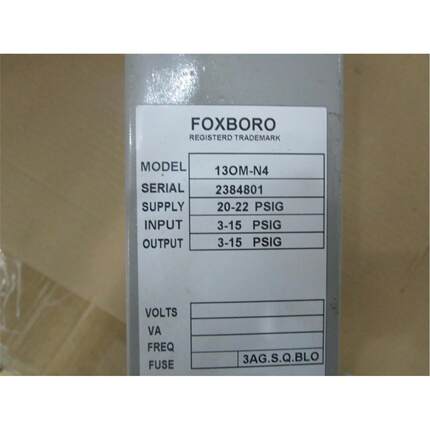 FOXBORO
REGISTERD TRADEMARK
MODEL 13OM-N4
SERIAL 2384801
SUPPLY 20-22 PSIG
INPUT 3-15 PSIG
OUTPUT 3-15 PSIG
VOLTS
VA
FREQ
FUSE 3AG.S.Q.BLO